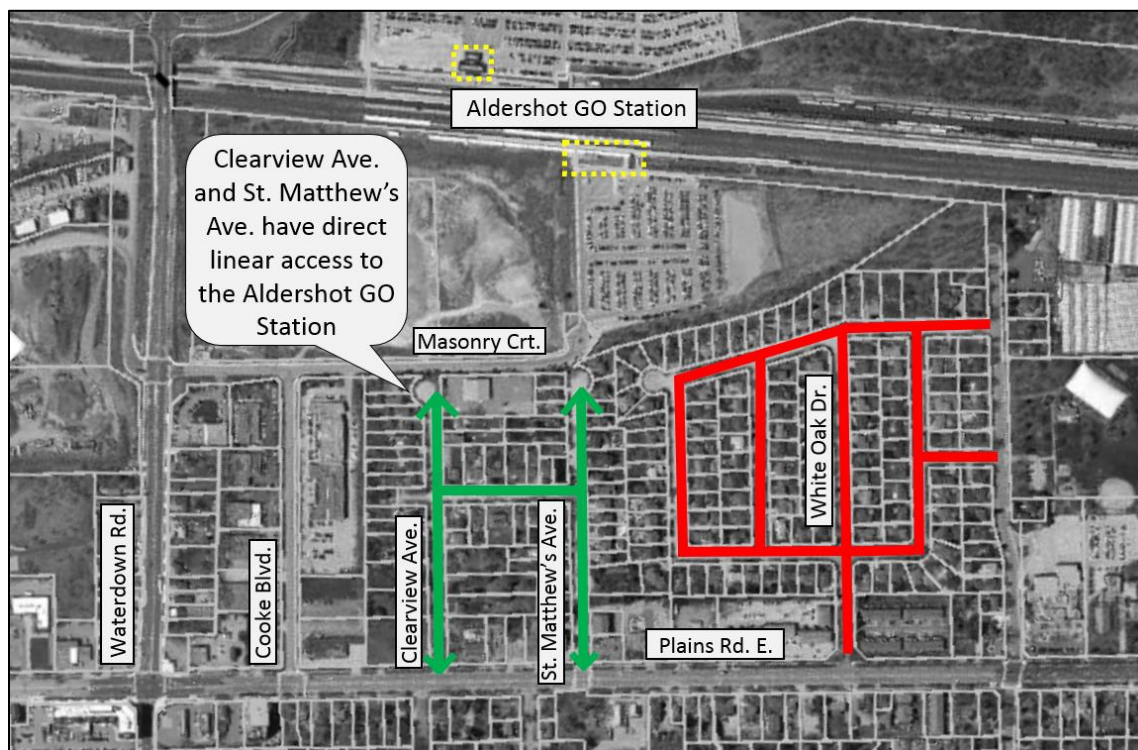 Aldershot GO Station
Clearview Ave.
and St. Matthew’s
Ave. have direct
linear access to
the Aldershot GO
Station
Masonry Crt.
White Oak Dr.
Waterdown Rd.
Cooke Blvd.
Clearview Ave.
St. Matthew’s Ave.
Plains Rd. E.